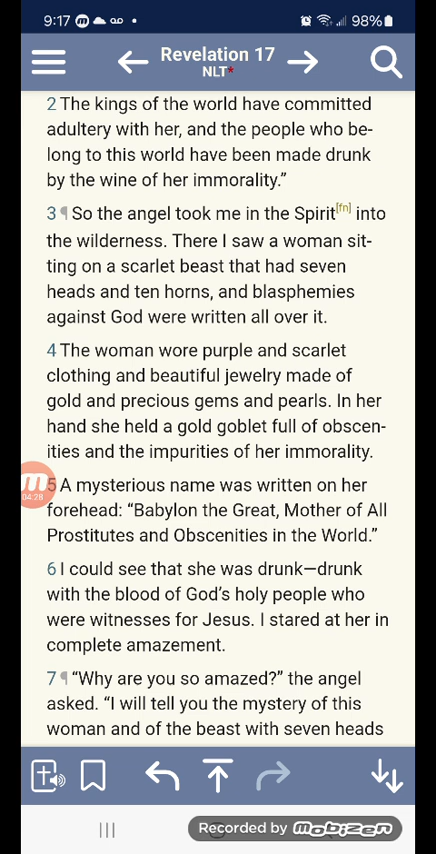 9:17
98%
Revelation 17
NLT*
2 The kings of the world have committed
adultery with her, and the people who be-
long to this world have been made drunk
by the wine of her immorality.”
3 ¶ So the angel took me in the Spirit[fn] into
the wilderness. There I saw a woman sit-
ting on a scarlet beast that had seven
heads and ten horns, and blasphemies
against God were written all over it.
4 The woman wore purple and scarlet
clothing and beautiful jewelry made of
gold and precious gems and pearls. In her
hand she held a gold goblet full of obscen-
ities and the impurities of her immorality.
5 A mysterious name was written on her
forehead: “Babylon the Great, Mother of All
Prostitutes and Obscenities in the World.”
04:28
6 I could see that she was drunk—drunk
with the blood of God’s holy people who
were witnesses for Jesus. I stared at her in
complete amazement.
7 ¶ “Why are you so amazed?” the angel
asked. “I will tell you the mystery of this
woman and of the beast with seven heads
Recorded by Mobizen